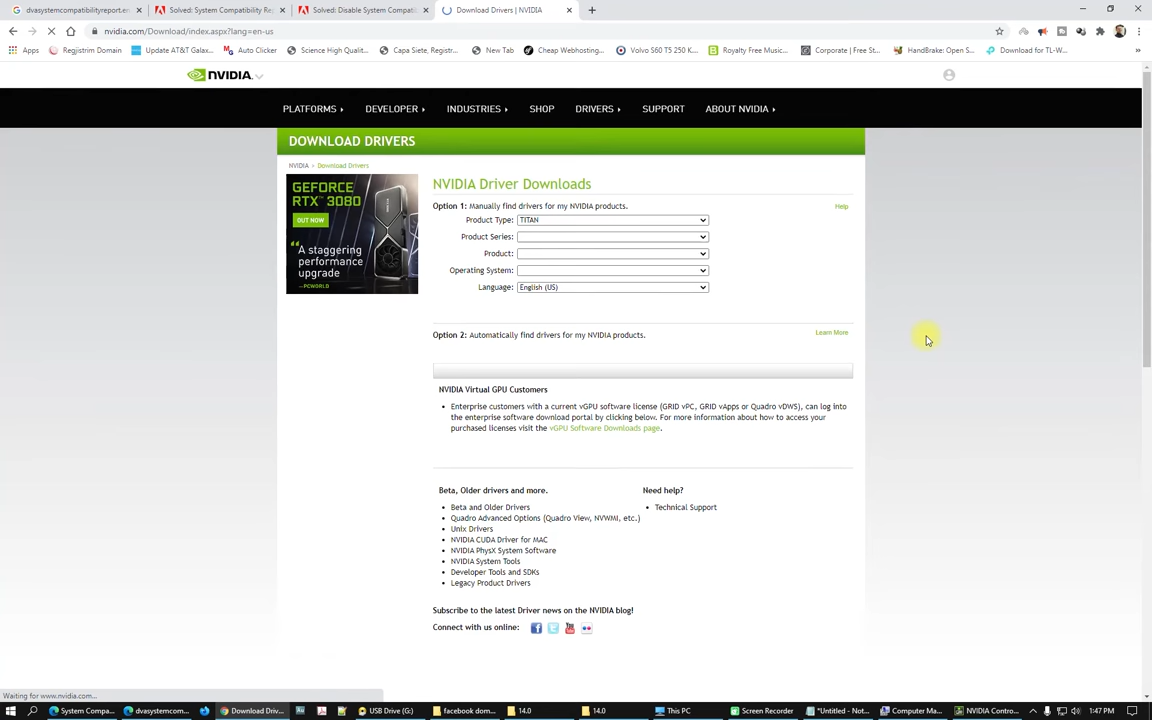 dvasystemcompatibilityreport.en
Solved: System Compatibility Re
Solved: Disable System Compatib
Download Drivers | NVIDIA
nvidia.com/Download/index.aspx?lang=en-us
Apps
Regjistrim Domain
Update AT&T Galax...
Auto Clicker
Science High Qualit...
Capa Siete, Registr...
New Tab
Cheap Webhosting...
Volvo S60 T5 250 K...
Royalty Free Music...
Corporate | Free St...
HandBrake: Open S...
Download for TL-W...
»
NVIDIA.
PLATFORMS DEVELOPER INDUSTRIES SHOP DRIVERS SUPPORT ABOUT NVIDIA
DOWNLOAD DRIVERS
NVIDIA > Download Drivers
GEFORCE
RTX™ 3080
OUT NOW
“A staggering
performance
upgrade
—PCWORLD
NVIDIA Driver Downloads
Option 1: Manually find drivers for my NVIDIA products. Help
Product Type: TITAN
Product Series:
Product:
Operating System:
Language: English (US)
Option 2: Automatically find drivers for my NVIDIA products. Learn More
NVIDIA Virtual GPU Customers
• Enterprise customers with a current vGPU software license (GRID vPC, GRID vApps or Quadro vDWS), can log into
the enterprise software download portal by clicking below. For more information about how to access your
purchased licenses visit the vGPU Software Downloads page.
Beta, Older drivers and more.
• Beta and Older Drivers
• Quadro Advanced Options (Quadro View, NVWMI, etc.)
• Unix Drivers
• NVIDIA CUDA Driver for MAC
• NVIDIA PhysX System Software
• NVIDIA System Tools
• Developer Tools and SDKs
• Legacy Product Drivers
Need help?
• Technical Support
Subscribe to the latest Driver news on the NVIDIA blog!
Connect with us online:
Waiting for www.nvidia.com...
System Compa...
dvasystemcom...
Download Driv...
USB Drive (G:)
facebook dom...
14.0
14.0
This PC
Screen Recorder
*Untitled - Not...
Computer Ma...
NVIDIA Contro...
1:47 PM